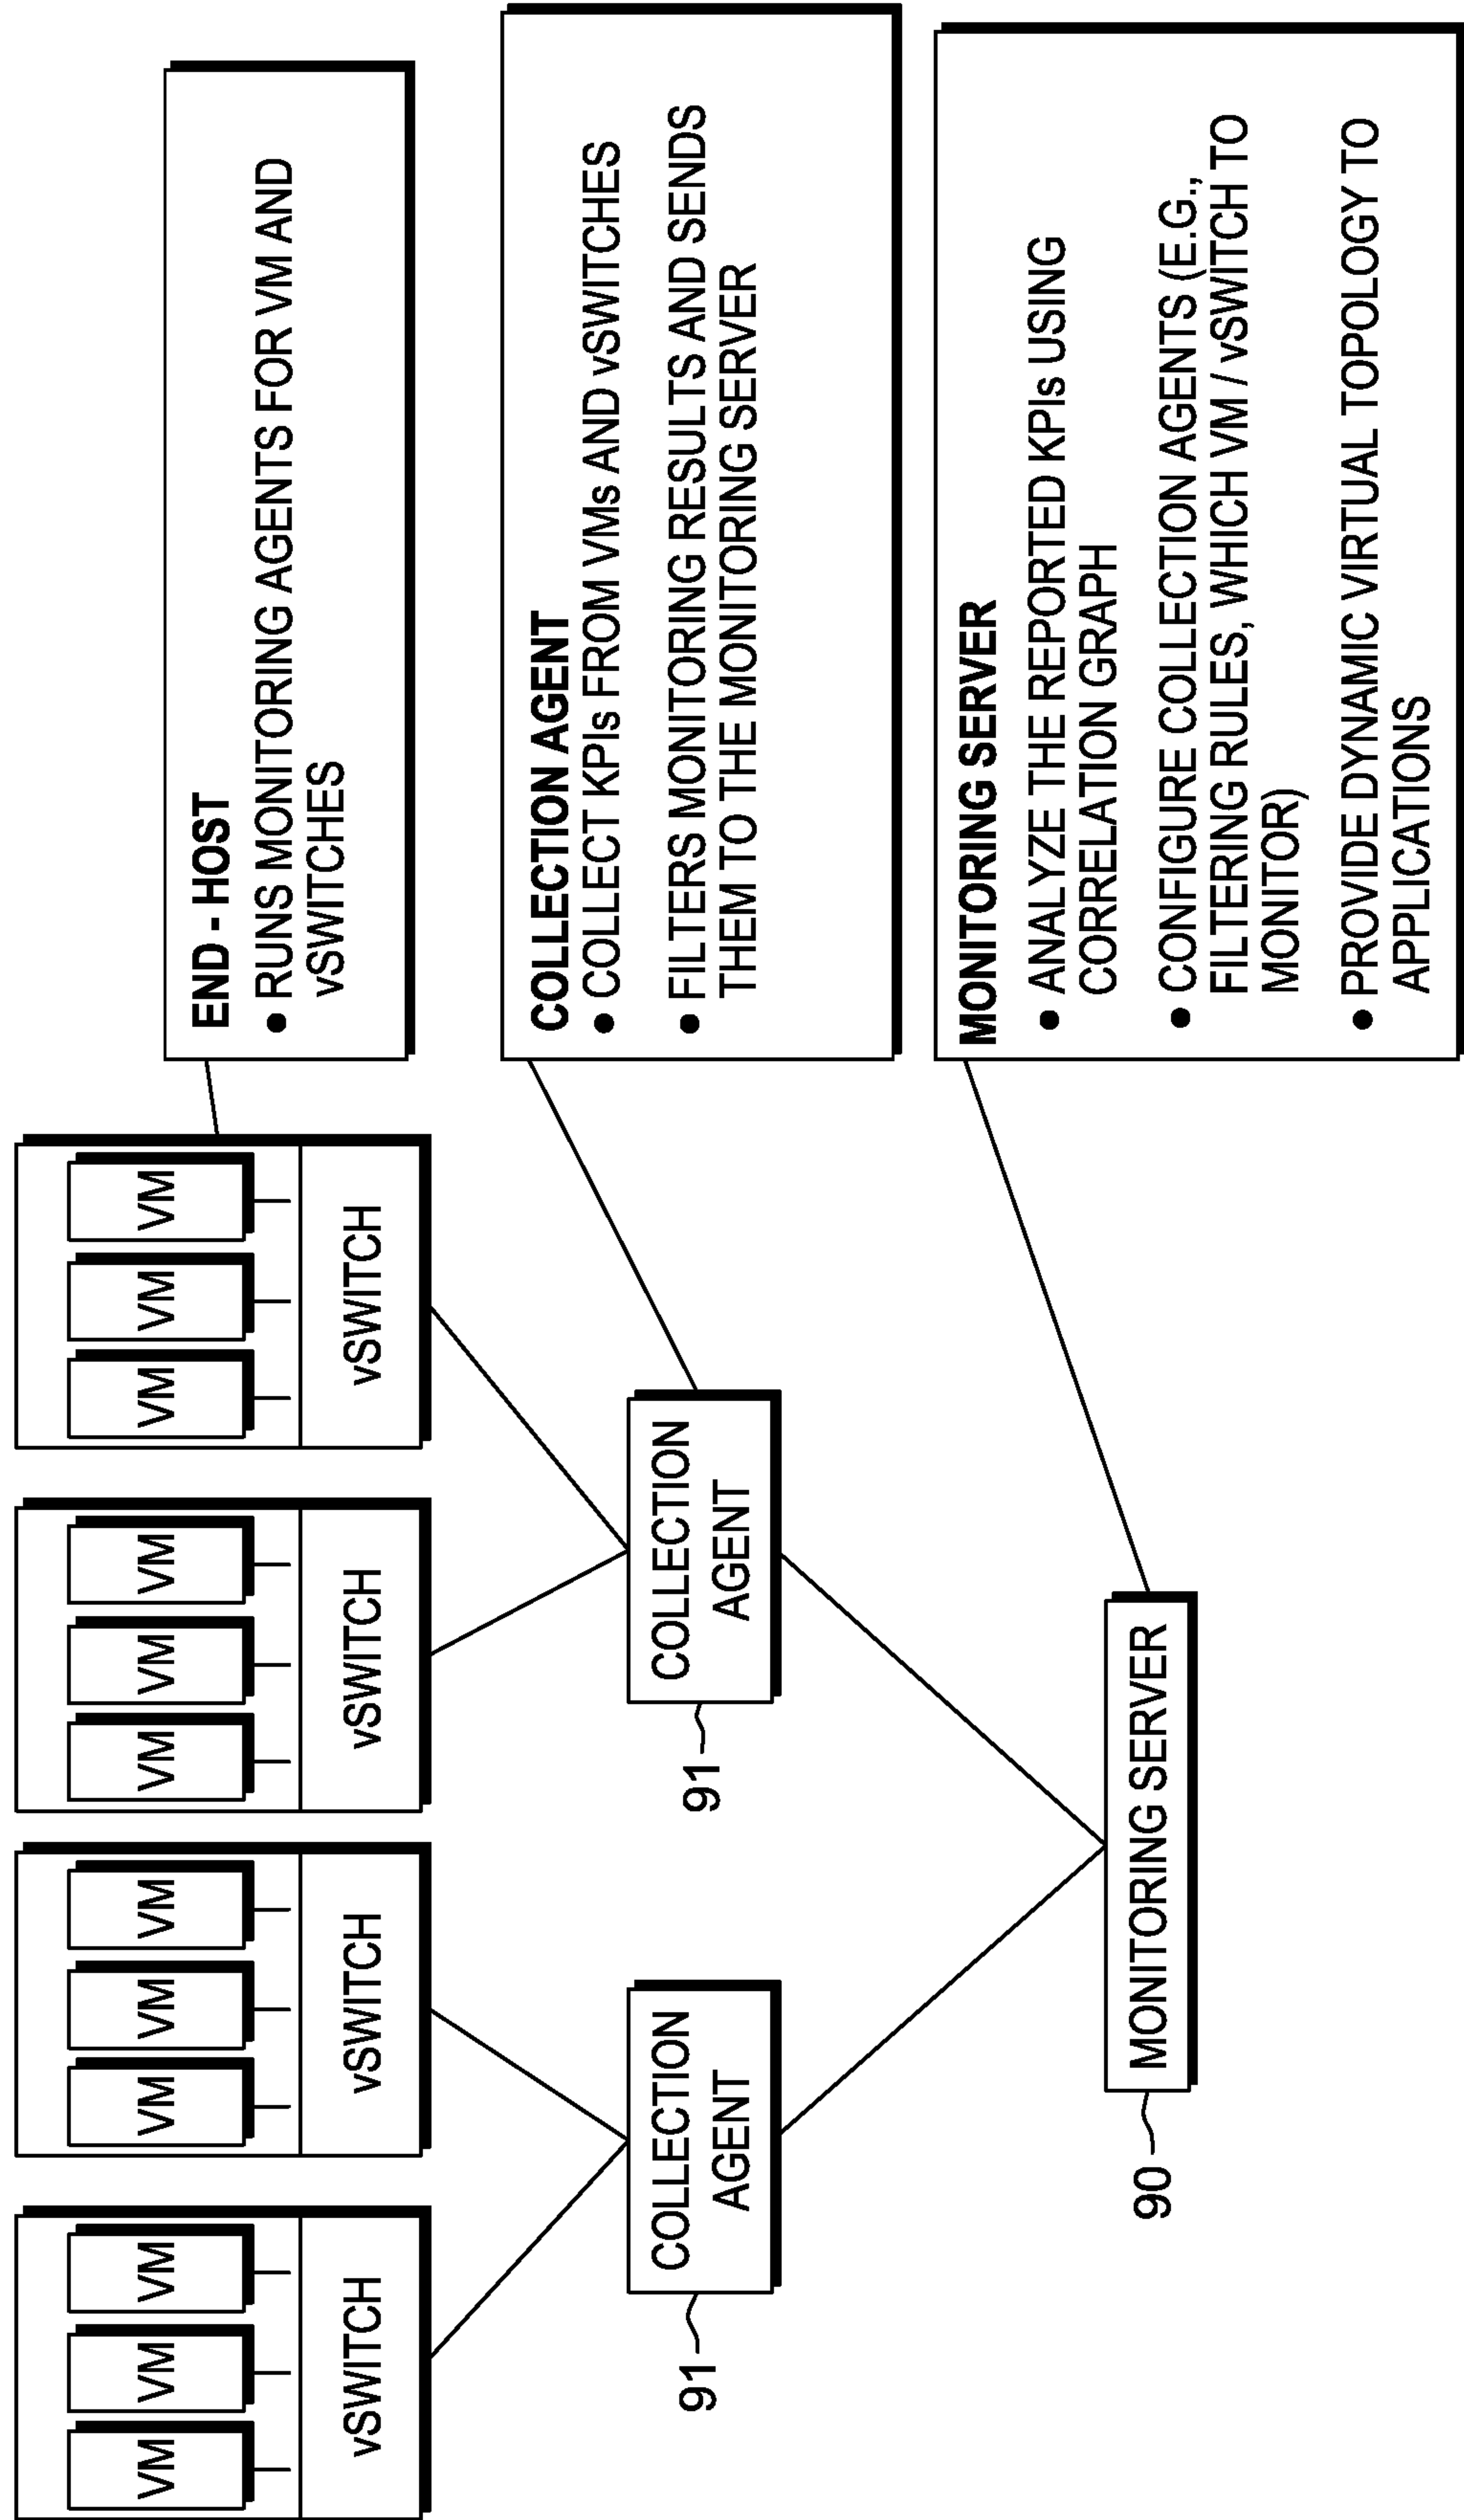 VM VM VM
vSWITCH
VM VM VM
vSWITCH
VM VM VM
vSWITCH
VM VM VM
vSWITCH
END - HOST
● RUNS MONITORING AGENTS FOR VM AND
vSWITCHES
COLLECTION
AGENT
91
COLLECTION
AGENT
91
COLLECTION AGENT
● COLLECT KPIs FROM VMs AND vSWITCHES
● FILTERS MONITORING RESULTS AND SENDS
THEM TO THE MONITORING SERVER
90
MONITORING SERVER
MONITORING SERVER
● ANALYZE THE REPORTED KPIs USING
CORRELATION GRAPH
● CONFIGURE COLLECTION AGENTS (E.G.,
FILTERING RULES, WHICH VM / vSWITCH TO
MONITOR)
● PROVIDE DYNAMIC VIRTUAL TOPOLOGY TO
APPLICATIONS